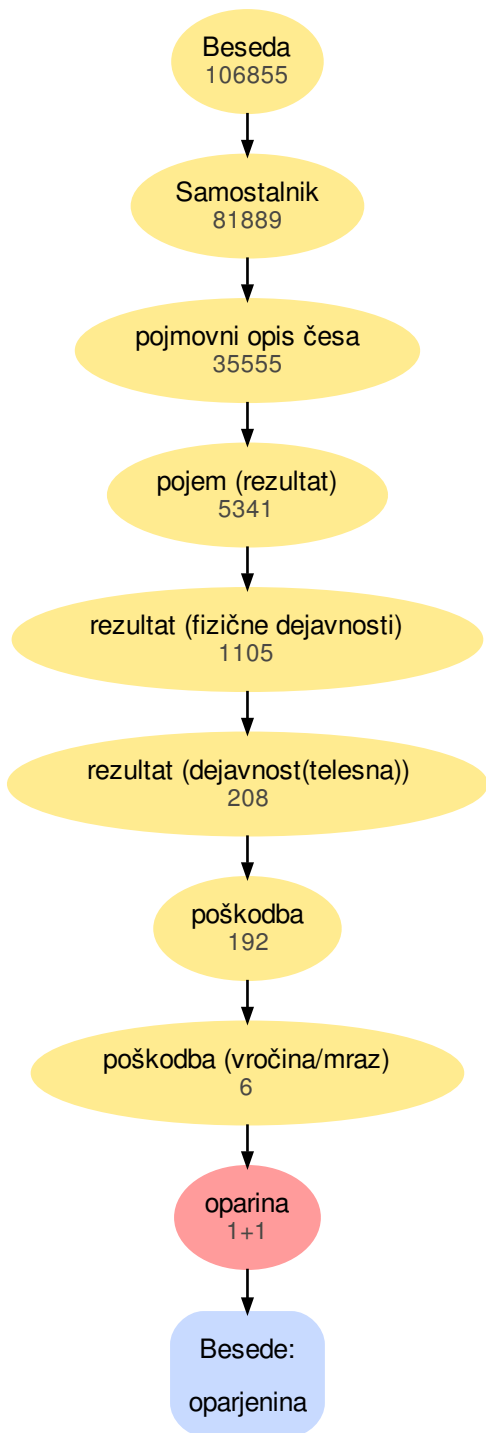 Beseda
106855
Samostalnik
81889
pojmovni opis česa
35555
pojem (rezultat)
5341
rezultat (fizične dejavnosti)
1105
rezultat (dejavnost(telesna))
208
poškodba
192
poškodba (vročina/mraz)
6
oparina
1+1
Besede:
oparjenina